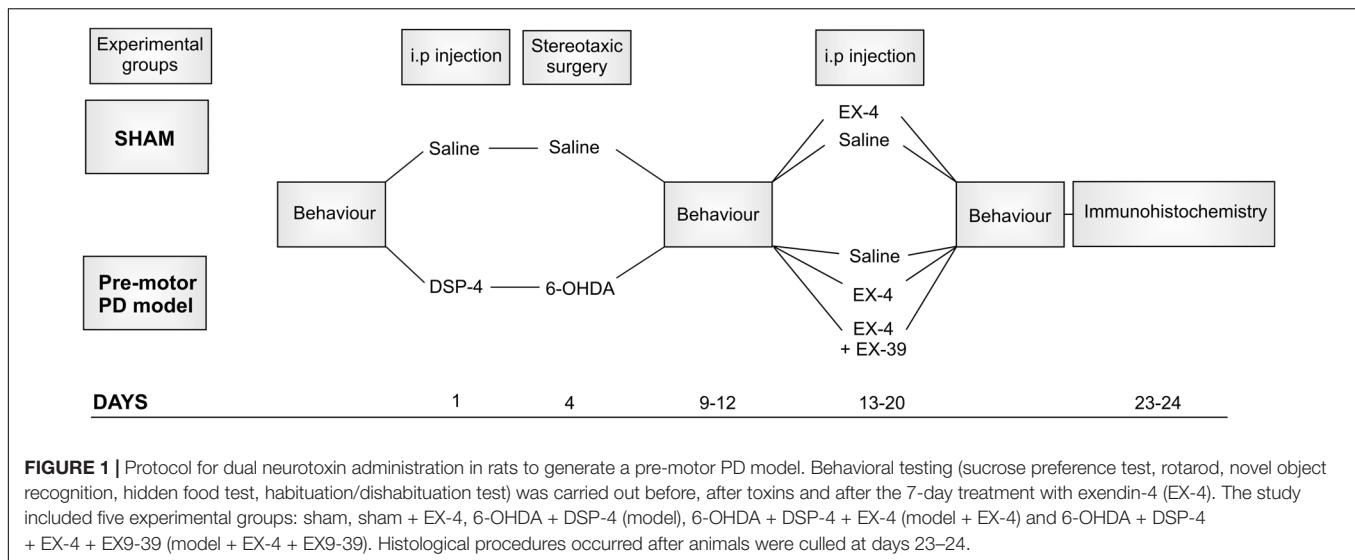 Experimental
groups
i.p injection
Stereotaxic
surgery
i.p injection
SHAM
EX-4
Saline
Saline
Saline
Behaviour
Behaviour
Behaviour
Immunohistochemistry
Pre-motor
PD model
DSP-4
6-OHDA
Saline
EX-4
EX-4
+ EX-39
DAYS
1
4
9-12
13-20
23-24
FIGURE 1 | Protocol for dual neurotoxin administration in rats to generate a pre-motor PD model. Behavioral testing (sucrose preference test, rotarod, novel object
recognition, hidden food test, habituation/dishabituation test) was carried out before, after toxins and after the 7-day treatment with exendin-4 (EX-4). The study
included five experimental groups: sham, sham + EX-4, 6-OHDA + DSP-4 (model), 6-OHDA + DSP-4 + EX-4 (model + EX-4) and 6-OHDA + DSP-4
+ EX-4 + EX9-39 (model + EX-4 + EX9-39). Histological procedures occurred after animals were culled at days 23–24.